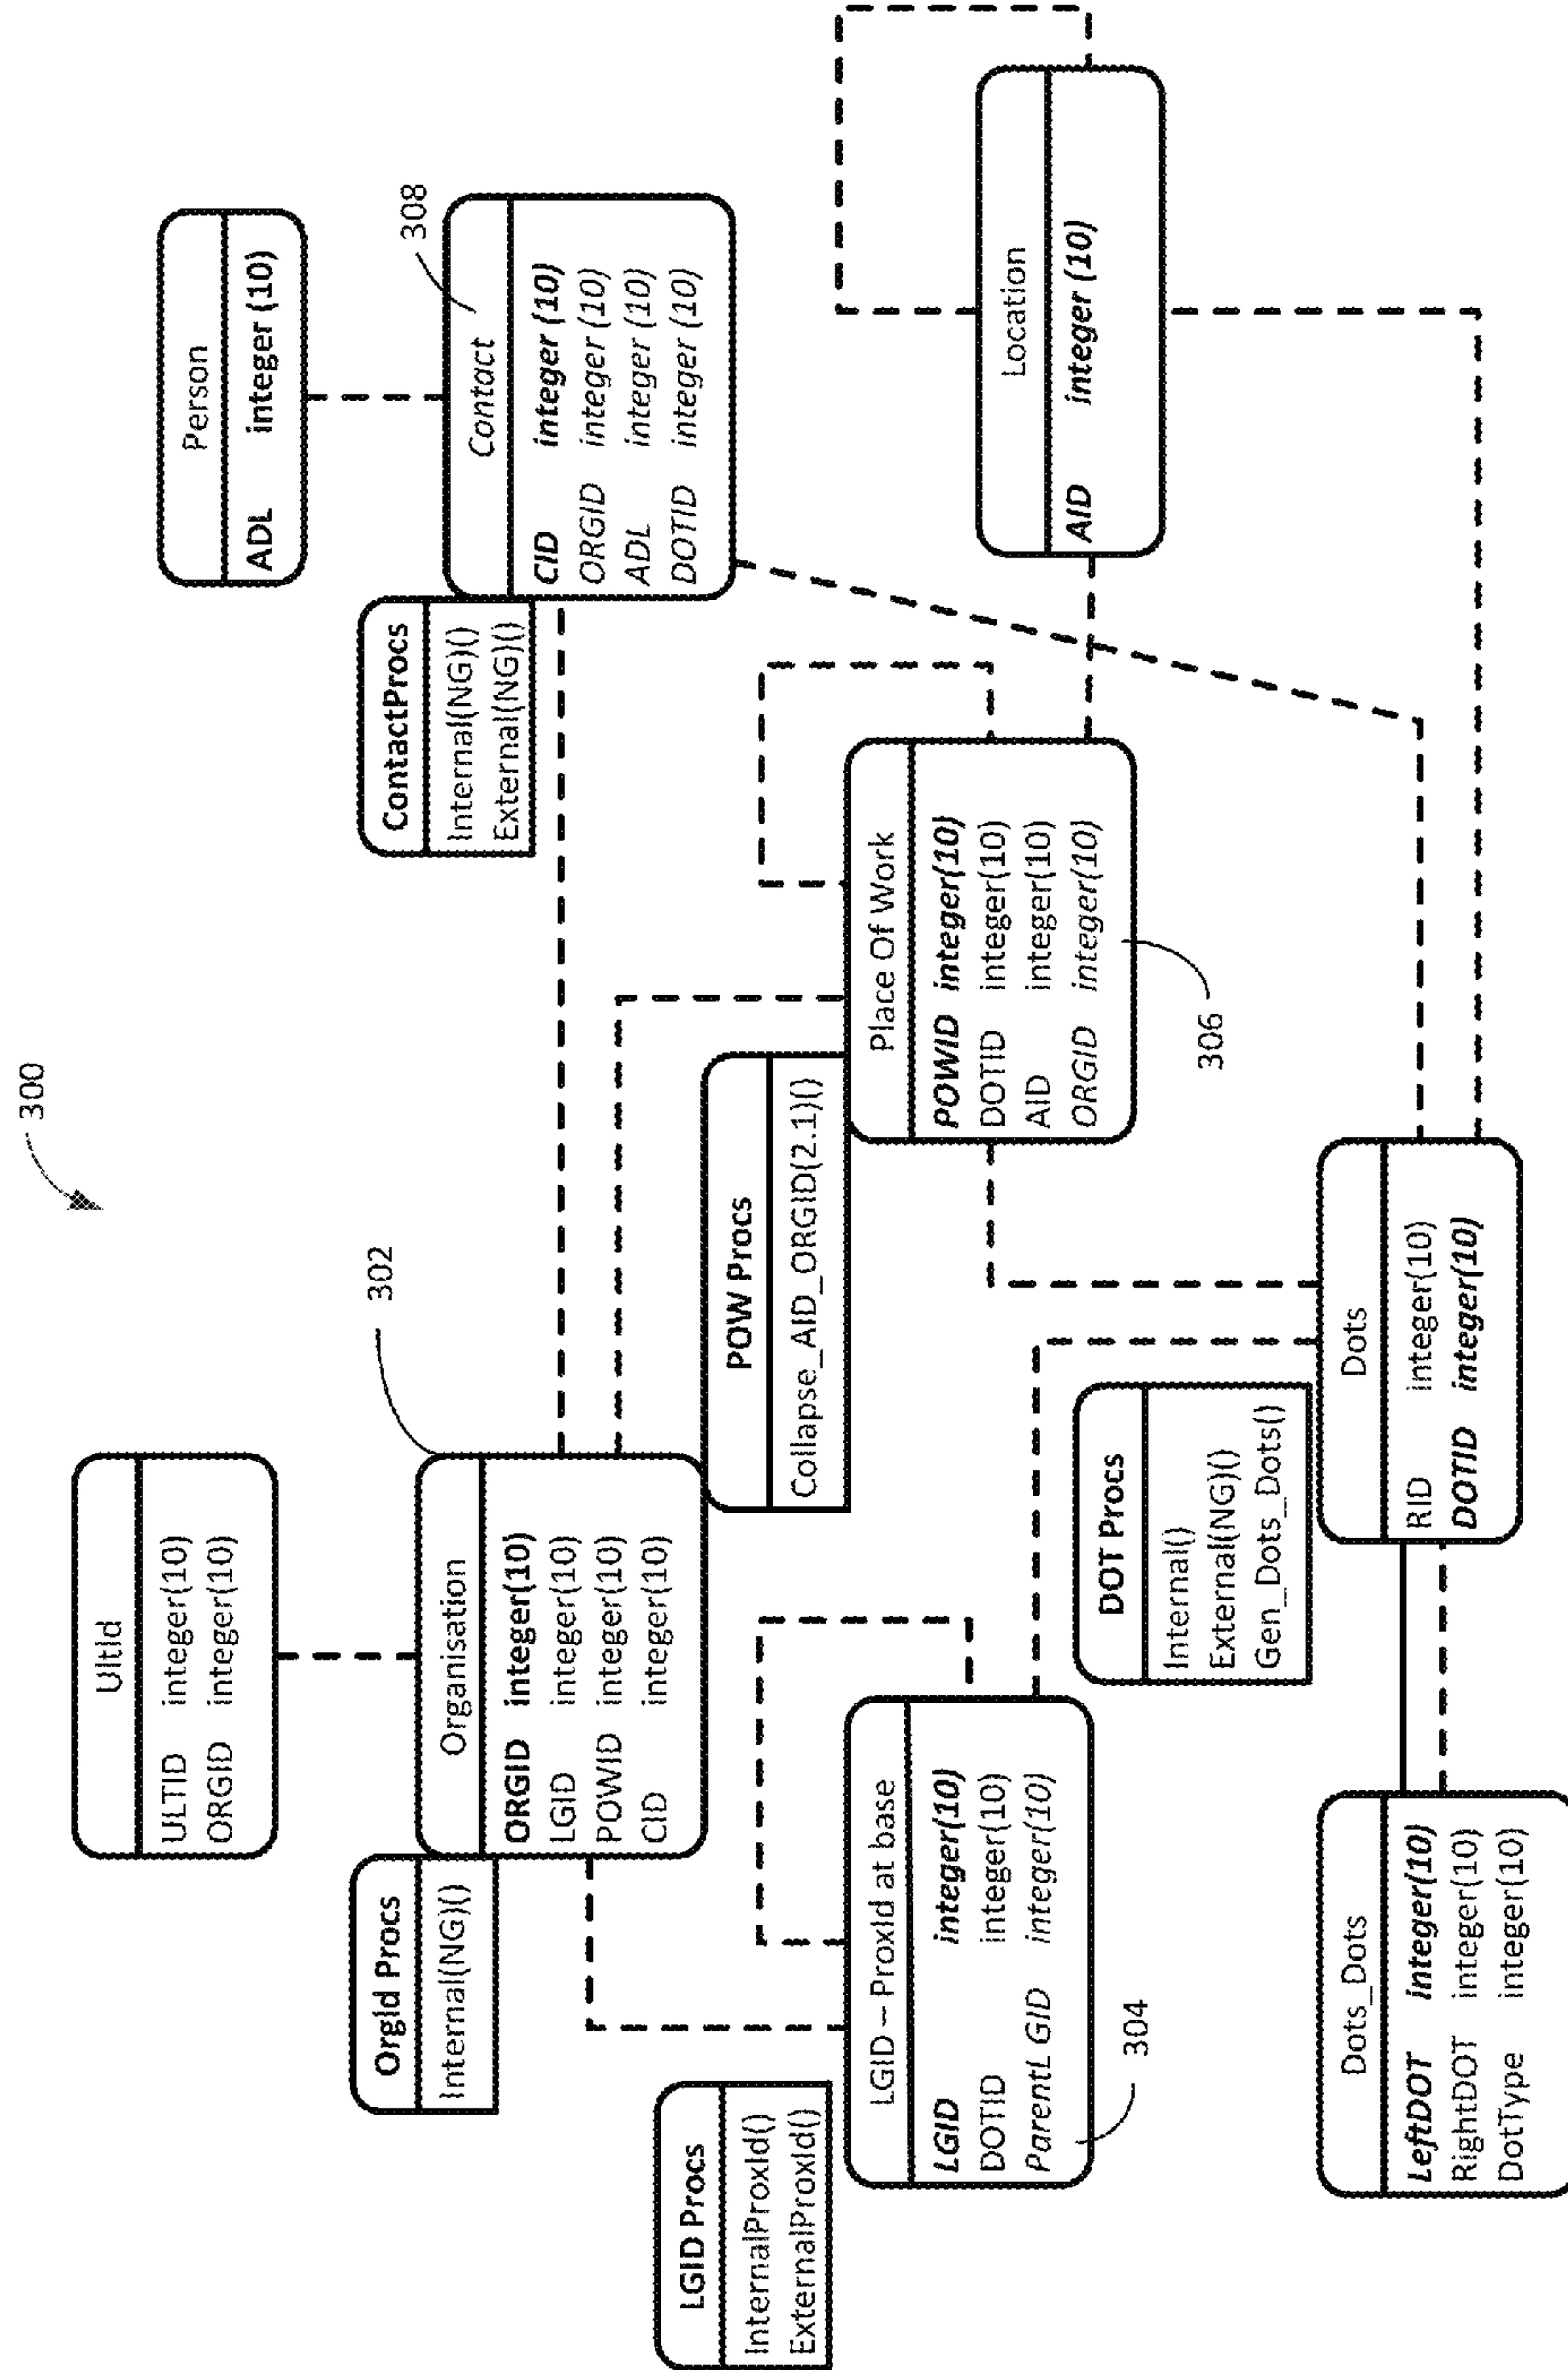 300
UltId
ULTID integer(10)
ORGID integer(10)
Person
ADL integer (10)
OrgId Procs
Internal(NG)()
302
Organisation
ORGID integer(10)
LGID integer(10)
POWID integer(10)
CID integer(10)
ContactProcs
Internal(NG)()
External(NG)()
308
Contact
CID integer (10)
ORGID integer (10)
ADL integer (10)
DOTID integer (10)
LGID Procs
InternalProxId()
ExternalProxId()
POW Procs
Collapse_AID_ORGID(2.1)()
LGID – ProxId at base
LGID integer(10)
DOTID integer(10)
ParentL GID integer(10)
304
Place Of Work
POWID integer(10)
DOTID integer(10)
AID integer(10)
ORGID integer(10)
306
Location
AID integer (10)
DOT Procs
Internal()
External(NG)()
Gen_Dots_Dots()
Dots_Dots
LeftDOT integer(10)
RightDOT integer(10)
DotType integer(10)
Dots
RID integer(10)
DOTID integer(10)